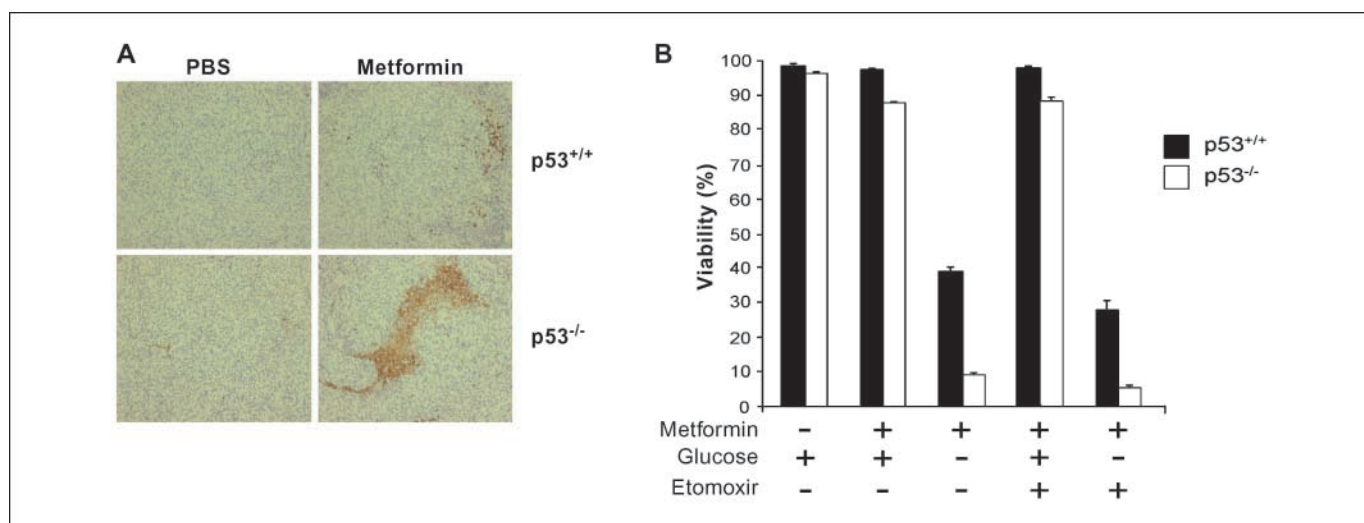 A
PBS Metformin
p53+/+
p53-/-
B
Viability (%)
100
90
80
70
60
50
40
30
20
10
0
p53+/+
p53-/-
Metformin - + + + +
Glucose + + - + -
Etomoxir - - - + +